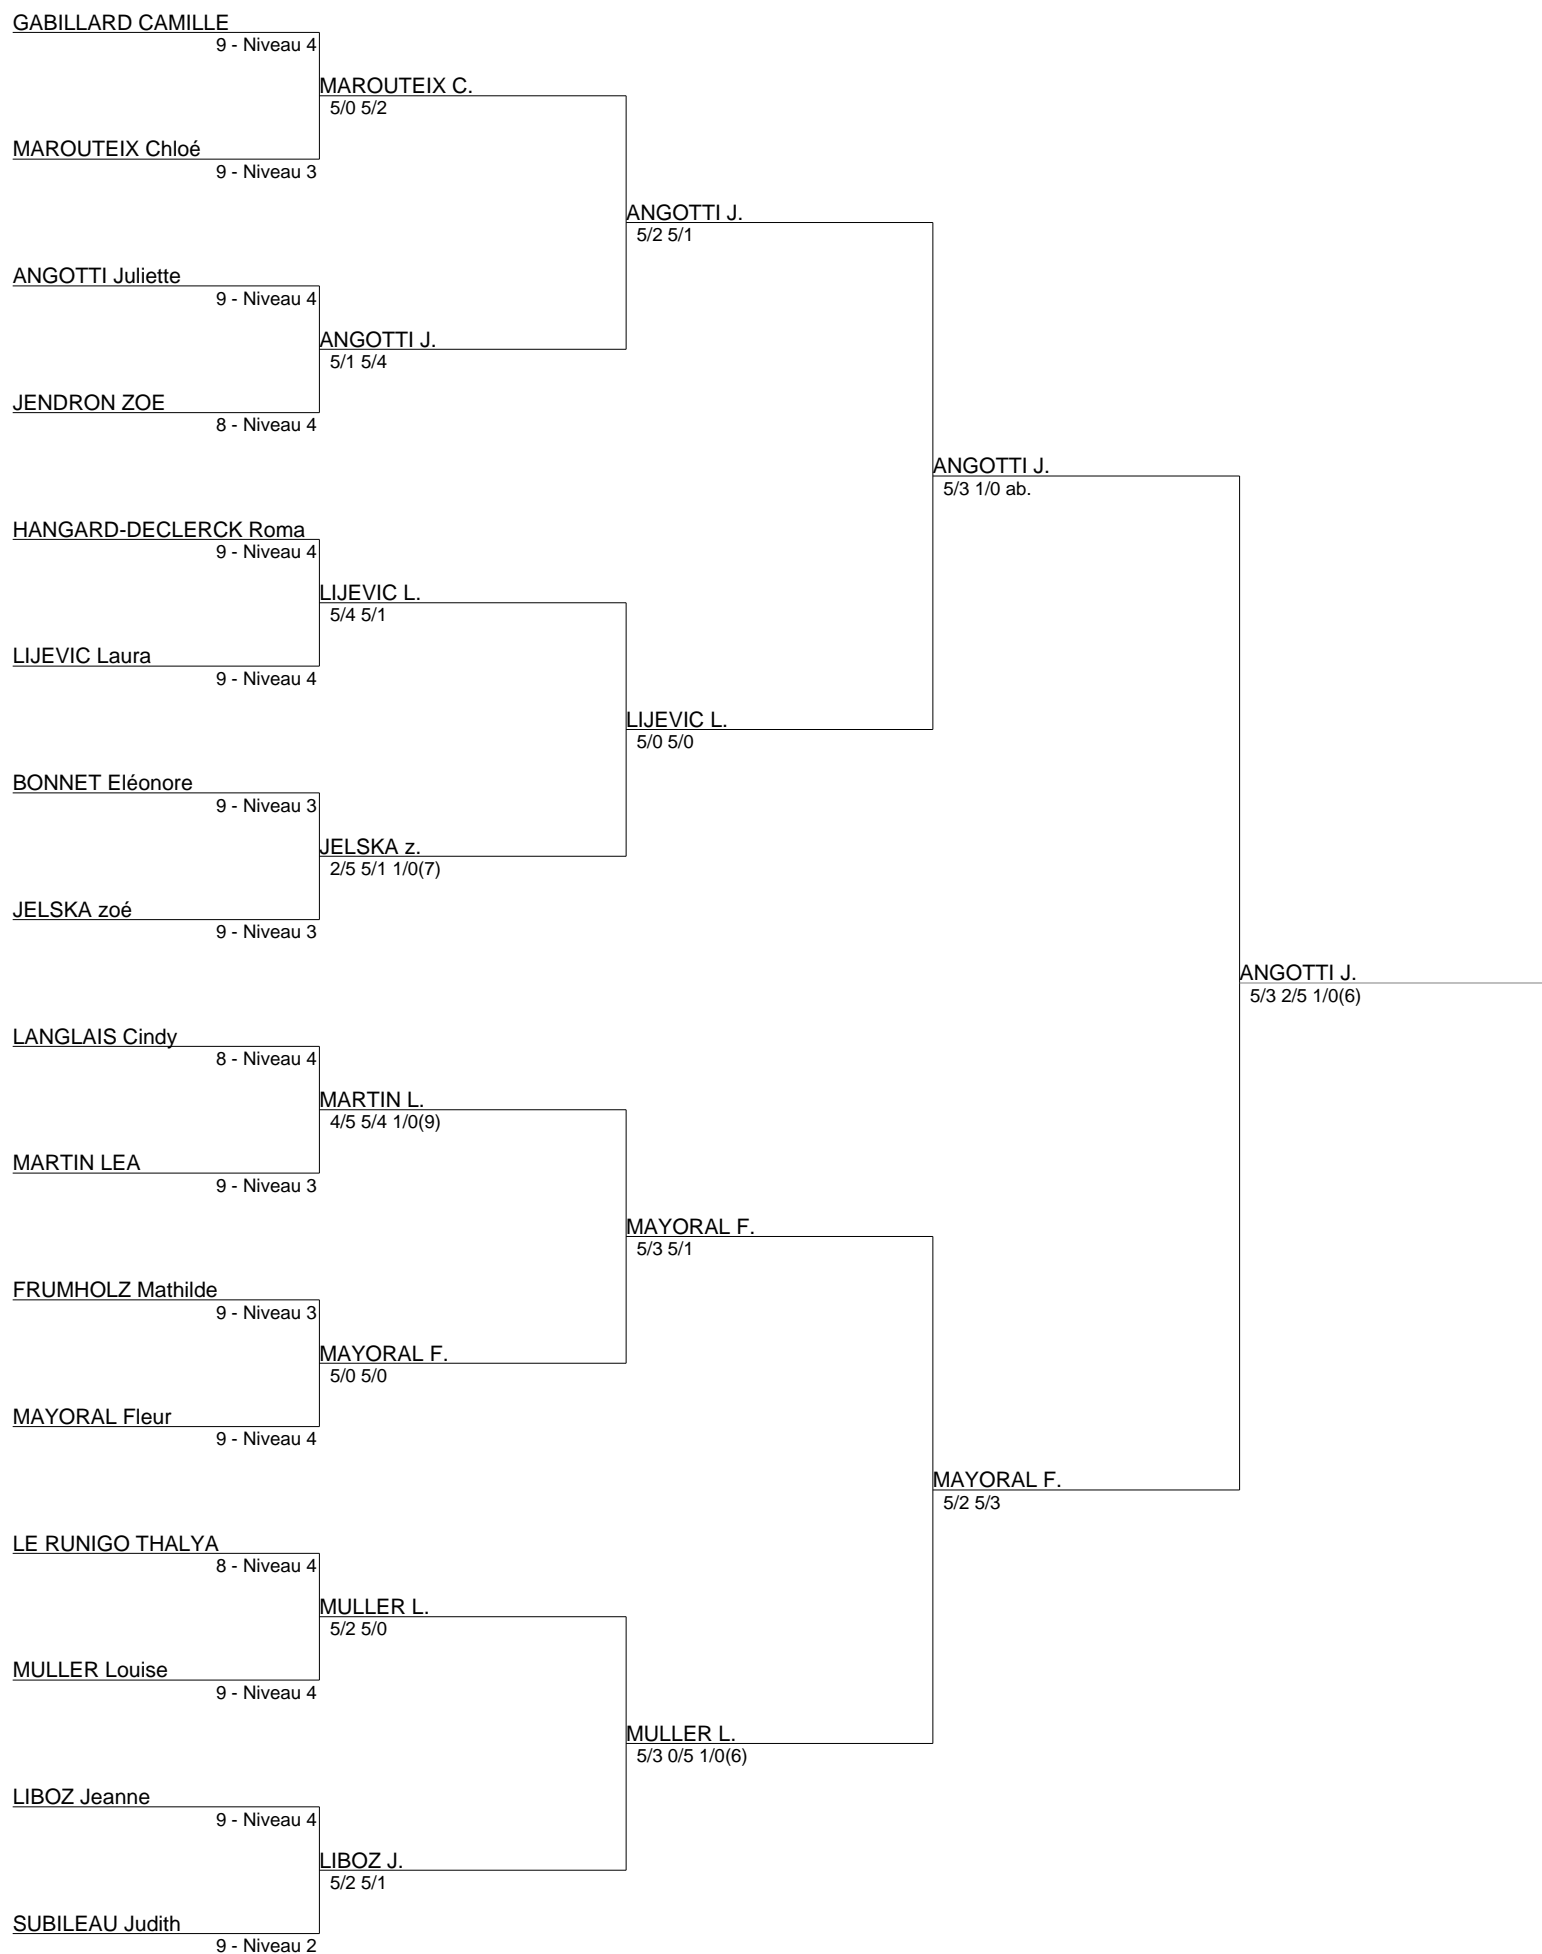 GABILLARD CAMILLE
9 - Niveau 4
MAROUTEIX C.
5/0 5/2
MAROUTEIX Chloé
9 - Niveau 3
ANGOTTI J.
5/2 5/1
ANGOTTI Juliette
9 - Niveau 4
ANGOTTI J.
5/1 5/4
JENDRON ZOE
8 - Niveau 4
ANGOTTI J.
5/3 1/0 ab.
HANGARD-DECLERCK Roma
9 - Niveau 4
LIJEVIC L.
5/4 5/1
LIJEVIC Laura
9 - Niveau 4
LIJEVIC L.
5/0 5/0
BONNET Eléonore
9 - Niveau 3
JELSKA z.
2/5 5/1 1/0(7)
JELSKA zoé
9 - Niveau 3
ANGOTTI J.
5/3 2/5 1/0(6)
LANGLAIS Cindy
8 - Niveau 4
MARTIN L.
4/5 5/4 1/0(9)
MARTIN LEA
9 - Niveau 3
MAYORAL F.
5/3 5/1
FRUMHOLZ Mathilde
9 - Niveau 3
MAYORAL F.
5/0 5/0
MAYORAL Fleur
9 - Niveau 4
MAYORAL F.
5/2 5/3
LE RUNIGO THALYA
8 - Niveau 4
MULLER L.
5/2 5/0
MULLER Louise
9 - Niveau 4
MULLER L.
5/3 0/5 1/0(6)
LIBOZ Jeanne
9 - Niveau 4
LIBOZ J.
5/2 5/1
SUBILEAU Judith
9 - Niveau 2